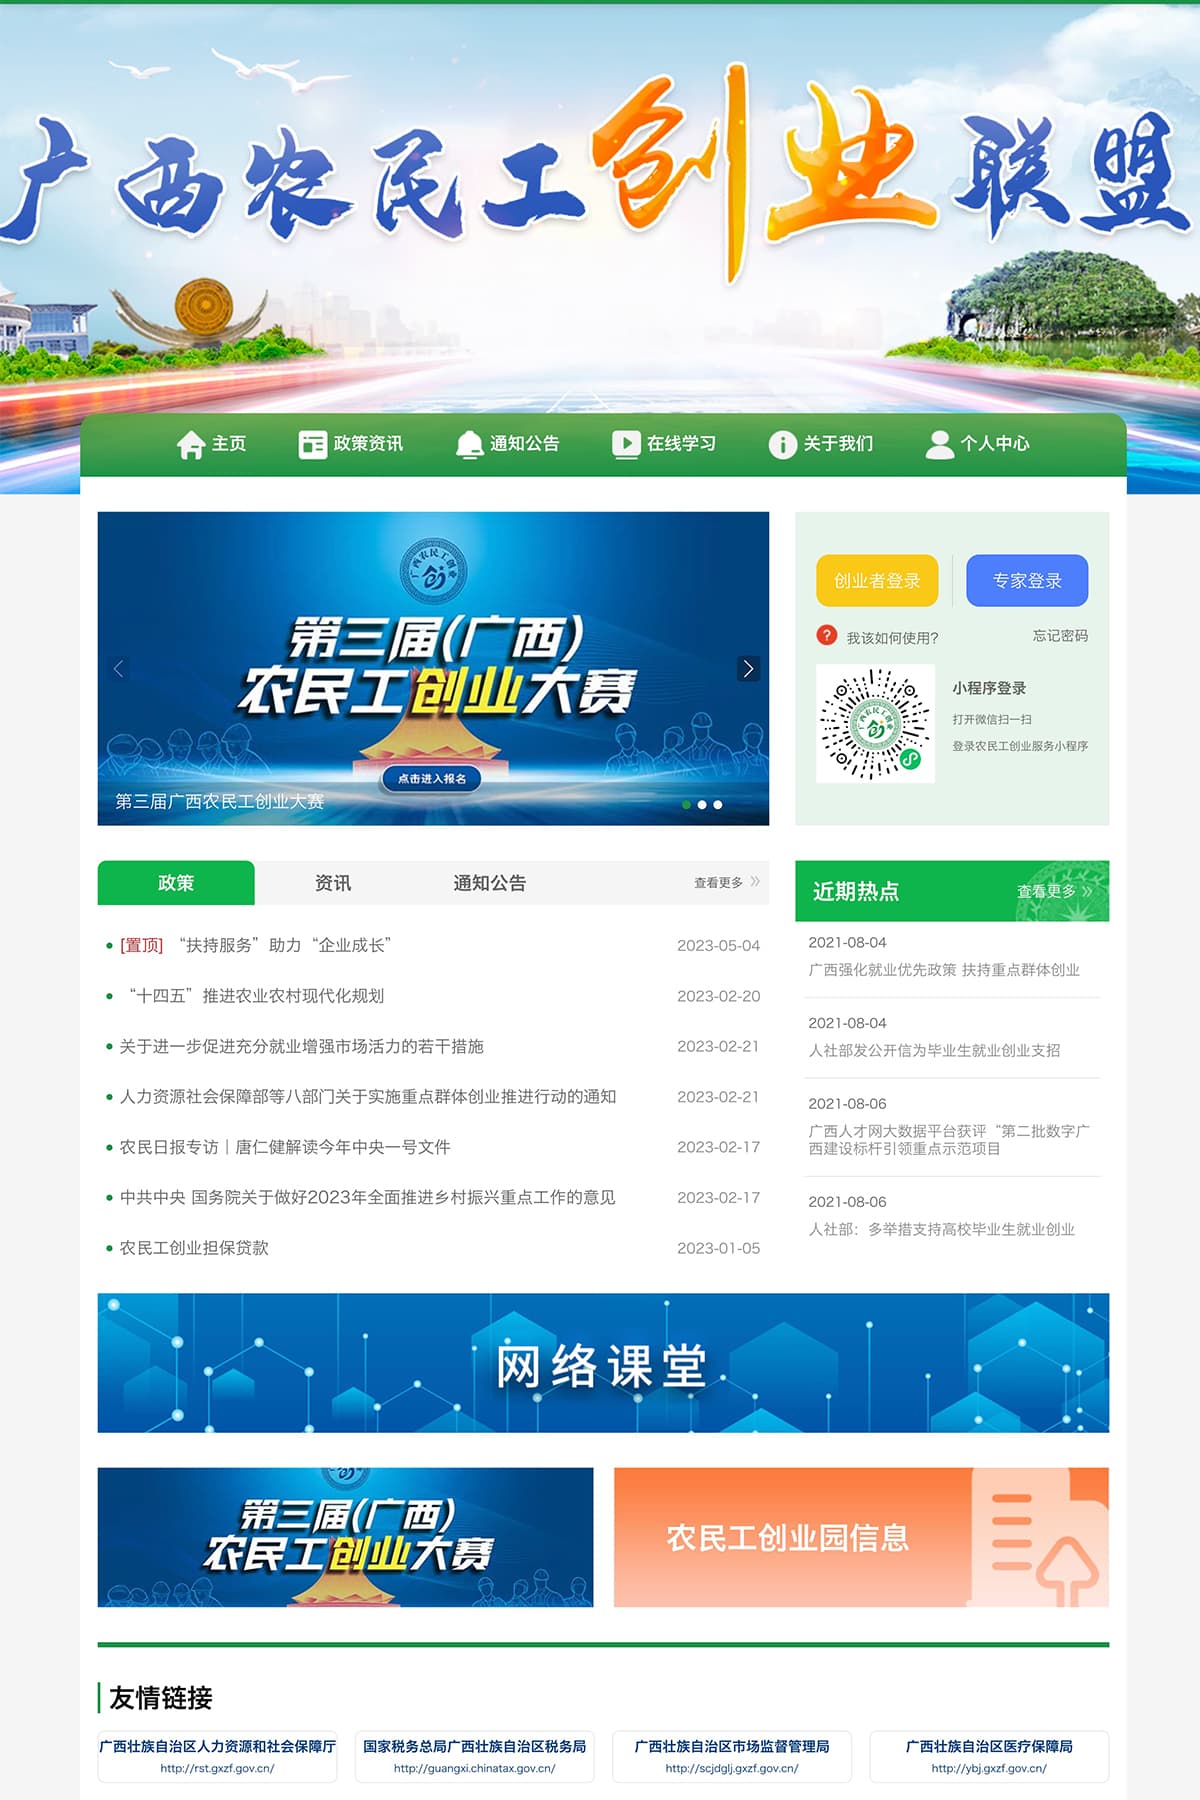 广西农民工创业联盟
主页
政策资讯
通知公告
在线学习
关于我们
个人中心
广西农民工创业
第三届(广西)
农民工创业大赛
点击进入报名
第三届广西农民工创业大赛
创业者登录
专家登录
? 我该如何使用?
忘记密码
小程序登录
打开微信扫一扫
登录农民工创业服务小程序
政策
资讯
通知公告
查看更多 »
[置顶] “扶持服务”助力“企业成长” 2023-05-04
“十四五”推进农业农村现代化规划 2023-02-20
关于进一步促进充分就业增强市场活力的若干措施 2023-02-21
人力资源社会保障部等八部门关于实施重点群体创业推进行动的通知 2023-02-21
农民日报专访｜唐仁健解读今年中央一号文件 2023-02-17
中共中央 国务院关于做好2023年全面推进乡村振兴重点工作的意见 2023-02-17
农民工创业担保贷款 2023-01-05
近期热点
查看更多 »
2021-08-04
广西强化就业优先政策 扶持重点群体创业
2021-08-04
人社部发公开信为毕业生就业创业支招
2021-08-06
广西人才网大数据平台获评“第二批数字广
西建设标杆引领重点示范项目
2021-08-06
人社部：多举措支持高校毕业生就业创业
网络课堂
第三届(广西)
农民工创业大赛
农民工创业园信息
友情链接
广西壮族自治区人力资源和社会保障厅
http://rst.gxzf.gov.cn/
国家税务总局广西壮族自治区税务局
http://guangxi.chinatax.gov.cn/
广西壮族自治区市场监督管理局
http://scjdglj.gxzf.gov.cn/
广西壮族自治区医疗保障局
http://ybj.gxzf.gov.cn/